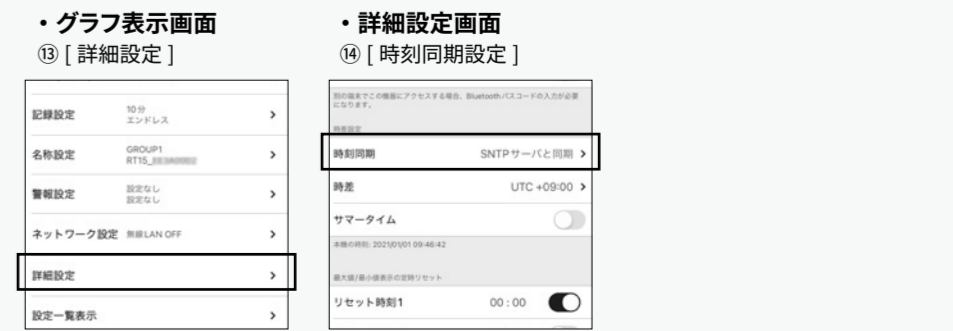 ・グラフ表示画面
⑬ [ 詳細設定 ]
記録設定
10分
エンドレス
名称設定
GROUP1
RT15_
警報設定
設定なし
設定なし
ネットワーク設定 無線LAN OFF
詳細設定
設定一覧表示
・詳細設定画面
⑭ [ 時刻同期設定 ]
別の端末でこの機器にアクセスする場合、Bluetoothパスコードの入力が必要
になります。
時差設定
時刻同期 SNTPサーバと同期
時差 UTC +09:00
サマータイム
本機の時刻: 2021/01/01 09:46:42
最大値/最小値表示の定時リセット
リセット時刻1 00 : 00